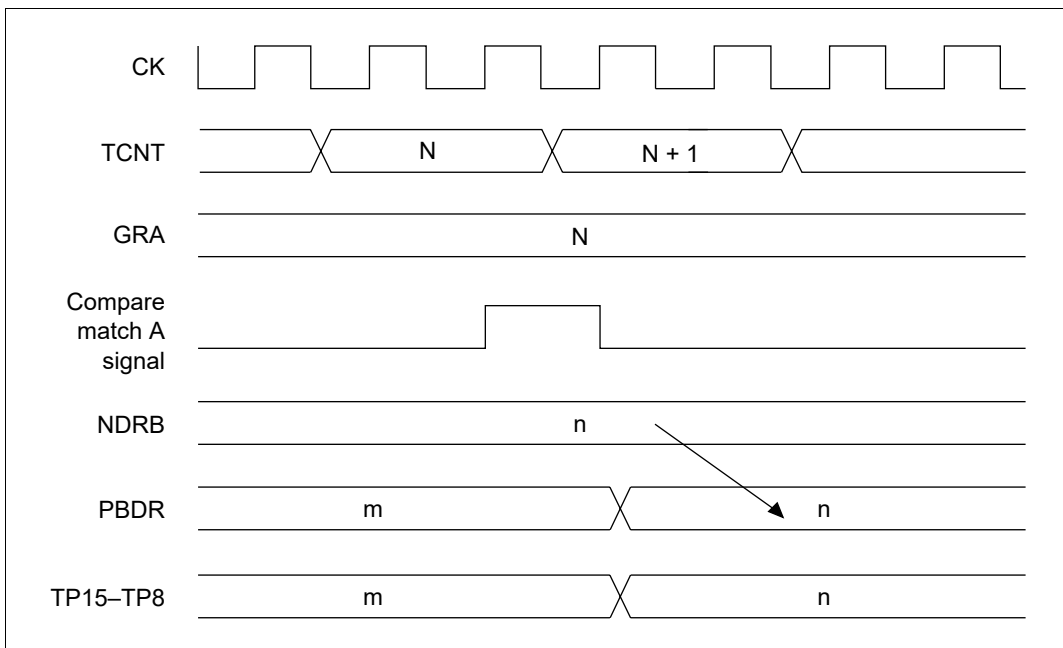 CK
TCNT
N
N + 1
GRA
N
Compare
match A
signal
NDRB
n
PBDR
m
n
TP15–TP8
m
n